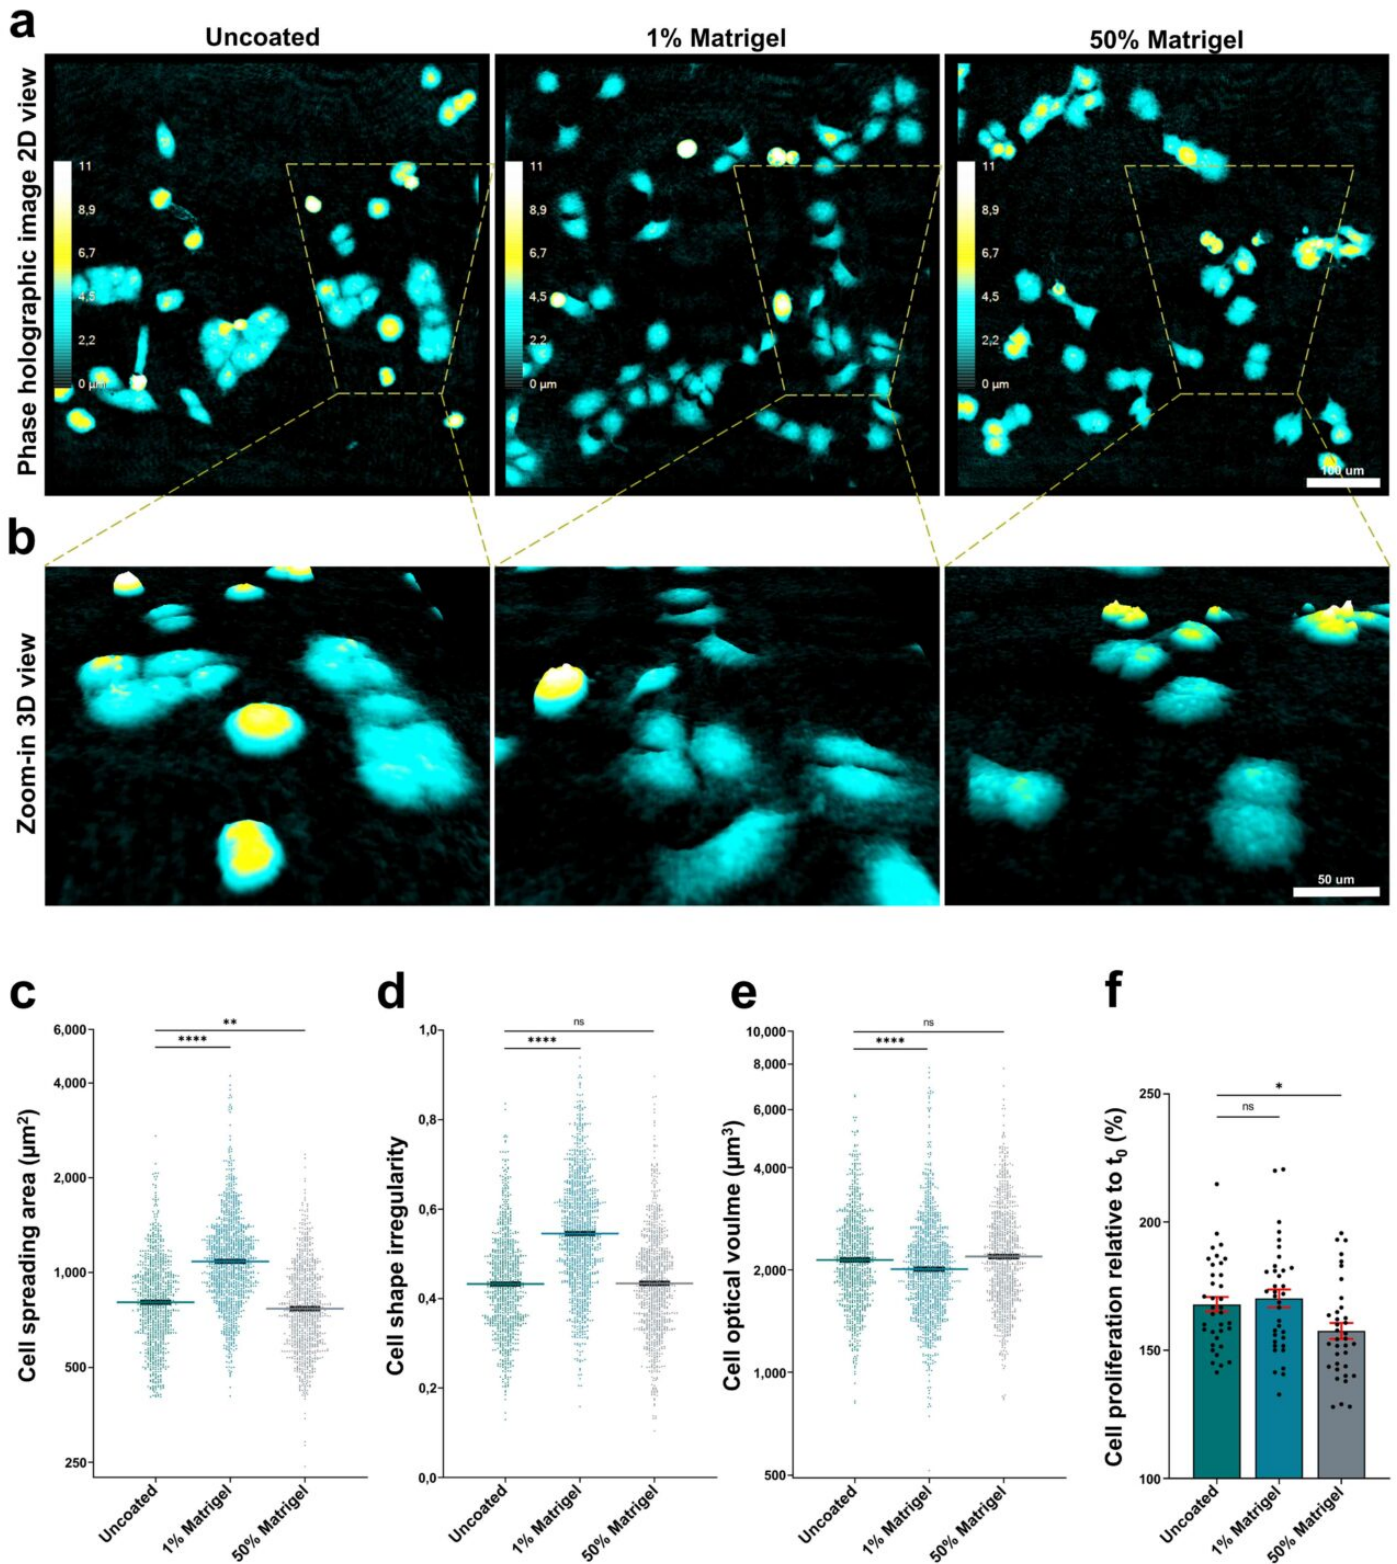 a
Uncoated
1% Matrigel
50% Matrigel
Phase holographic image 2D view
11
8,9
6,7
4,5
2,2
0 µm
11
8,9
6,7
4,5
2,2
0 µm
11
8,9
6,7
4,5
2,2
0 µm
100 um
b
Zoom-in 3D view
50 um
c
Cell spreading area (µm²)
6,000
4,000
2,000
1,000
500
250
**
****
Uncoated
1% Matrigel
50% Matrigel
d
Cell shape irregularity
1,0
0,8
0,6
0,4
0,2
0,0
ns
****
Uncoated
1% Matrigel
50% Matrigel
e
Cell optical voulme (µm³)
10,000
8,000
6,000
4,000
2,000
1,000
500
ns
****
Uncoated
1% Matrigel
50% Matrigel
f
Cell proliferation relative to t₀ (%)
250
200
150
100
*
ns
Uncoated
1% Matrigel
50% Matrigel